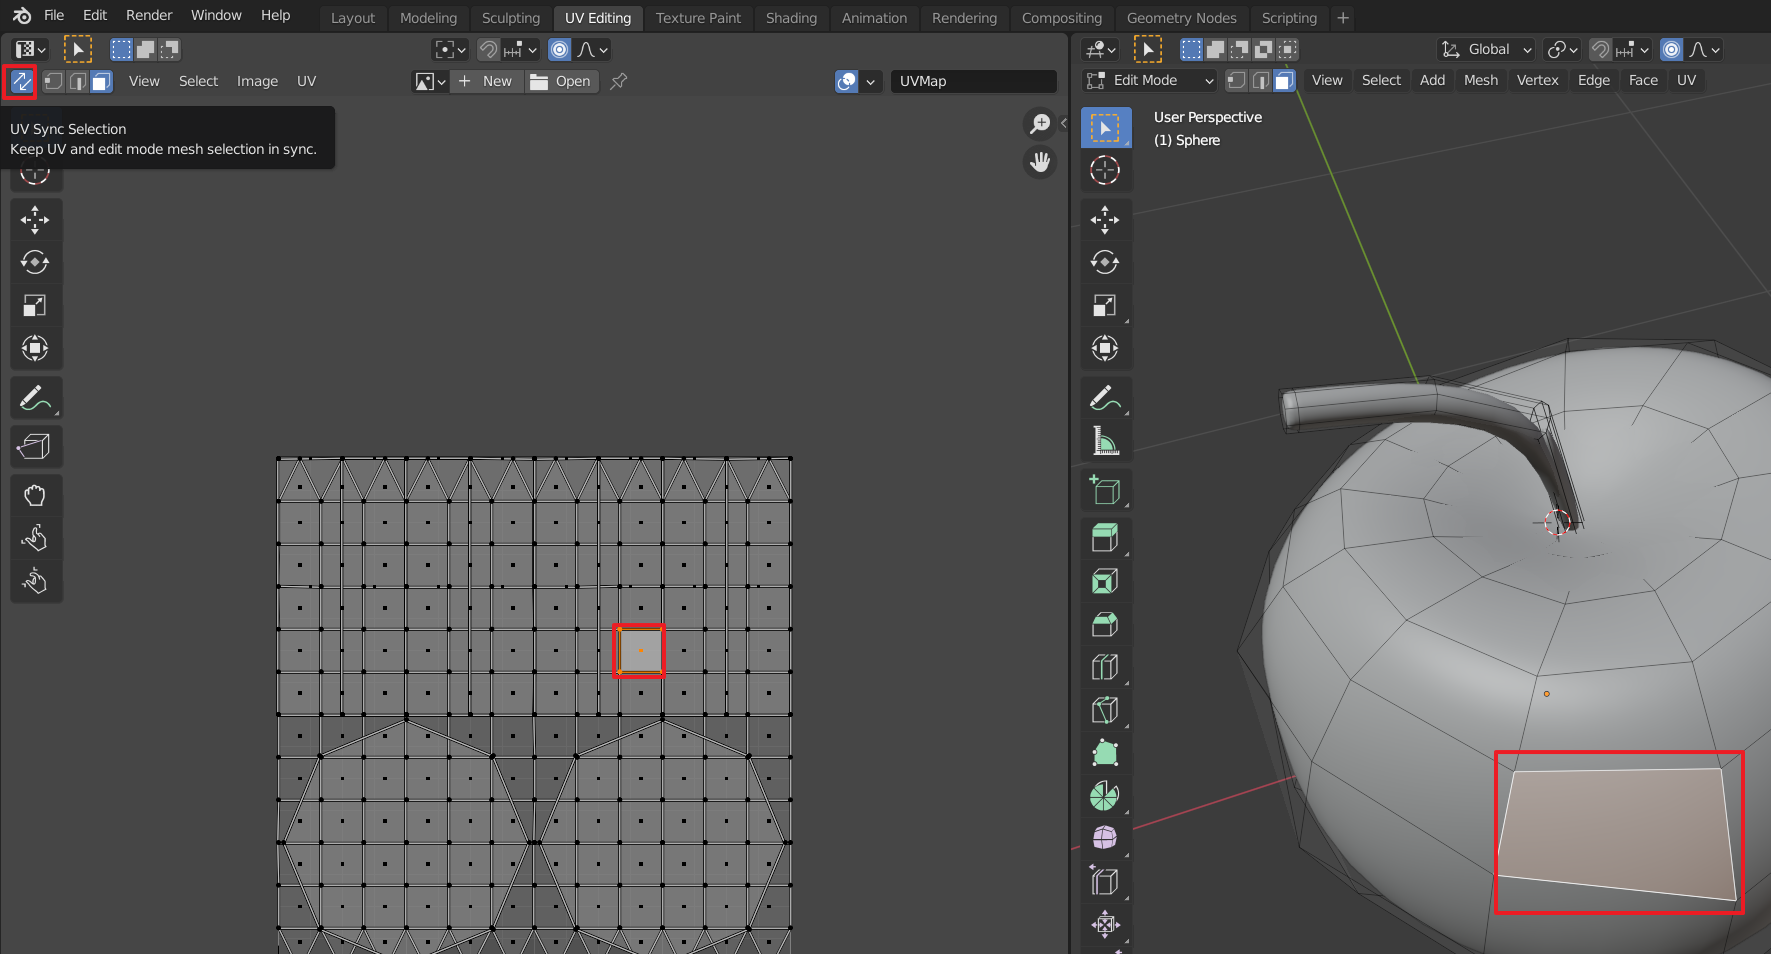 File Edit Render Window Help Layout Modeling Sculpting UV Editing Texture Paint Shading Animation Rendering Compositing Geometry Nodes Scripting +
Global
View Select Image UV + New Open UVMap Edit Mode View Select Add Mesh Vertex Edge Face UV
UV Sync Selection
Keep UV and edit mode mesh selection in sync.
User Perspective
(1) Sphere